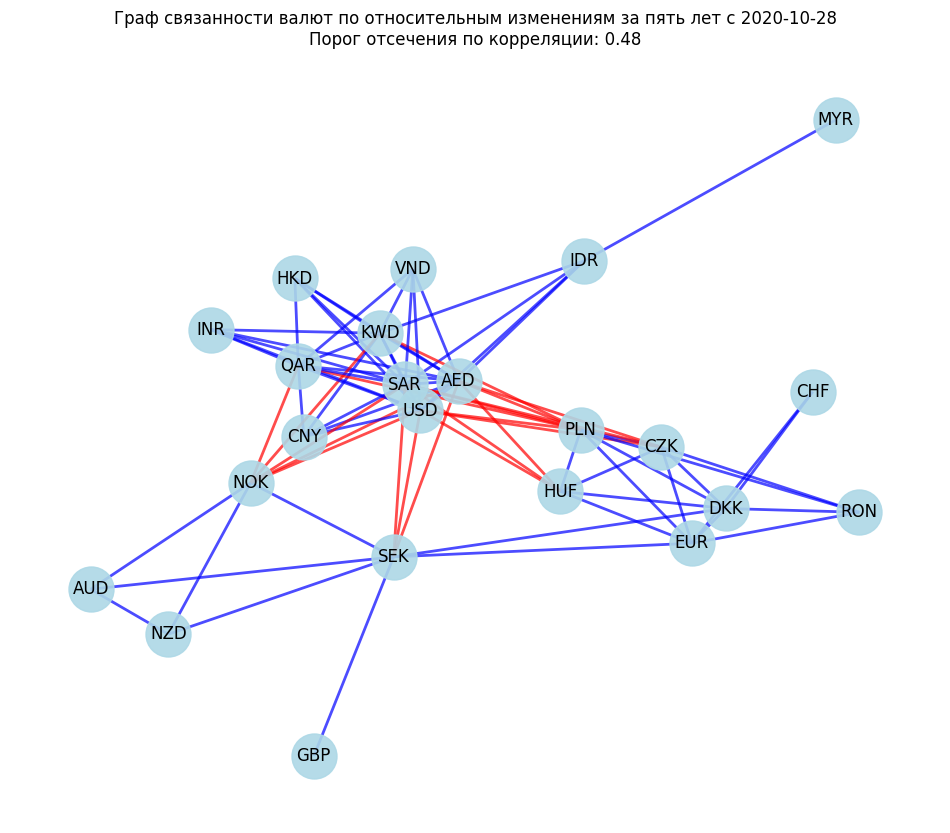 Граф связанности валют по относительным изменениям за пять лет с 2020-10-28
Порог отсечения по корреляции: 0.48
MYR
IDR
VND
HKD
INR
KWD
QAR
AED
SAR
CHF
USD
PLN
CNY
CZK
NOK
HUF
DKK
RON
EUR
SEK
AUD
NZD
GBP